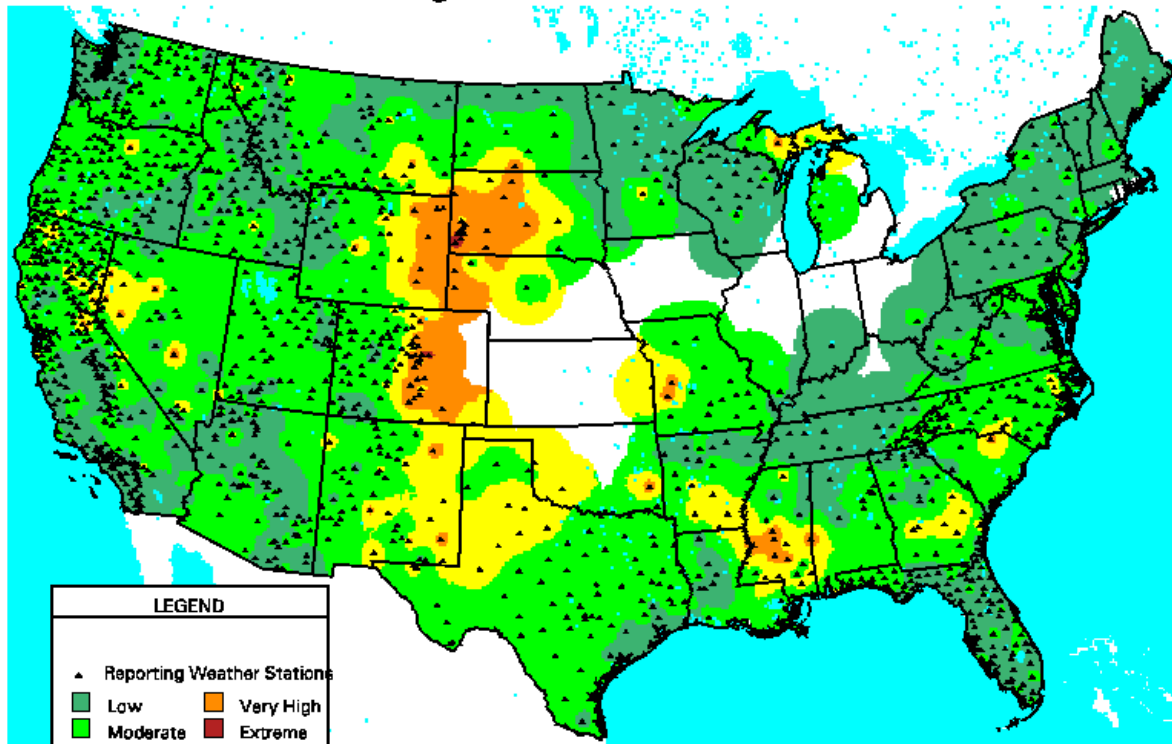 LEGEND
Reporting Weather Stations
Low
Very High
Moderate
Extreme